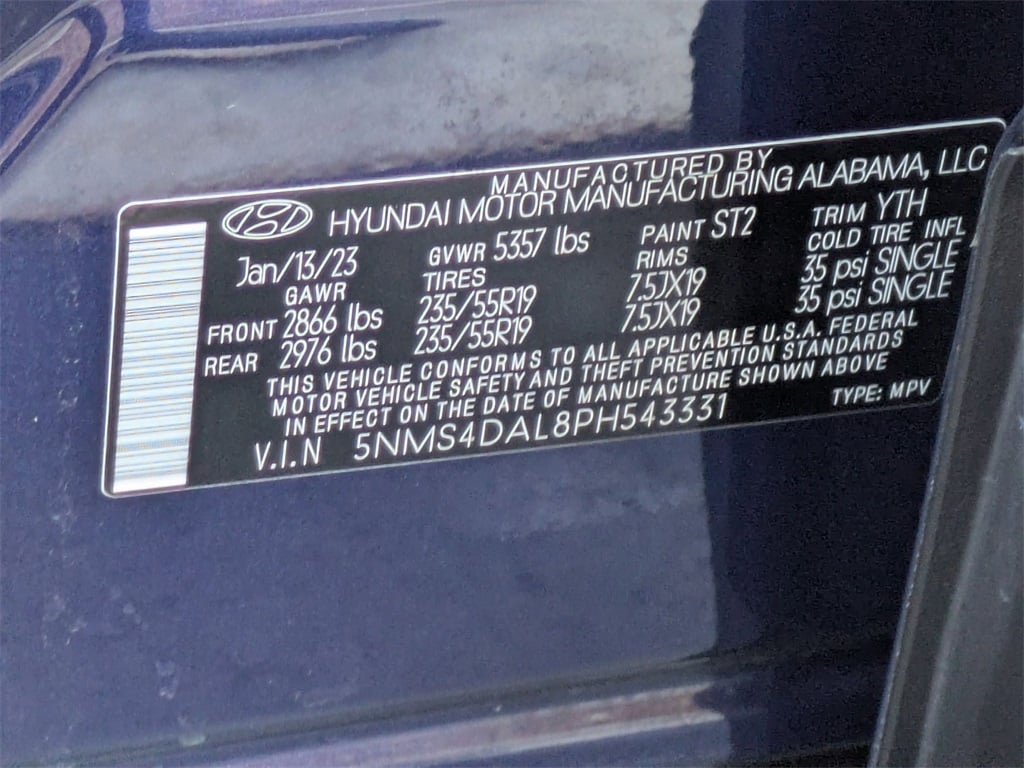 MANUFACTURED BY
HYUNDAI MOTOR MANUFACTURING ALABAMA, LLC
Jan/13/23 GVWR 5357 lbs PAINT ST2 TRIM YTH
GAWR TIRES RIMS COLD TIRE INFL
FRONT 2866 lbs 235/55R19 7.5JX19 35 psi SINGLE
REAR 2976 lbs 235/55R19 7.5JX19 35 psi SINGLE
THIS VEHICLE CONFORMS TO ALL APPLICABLE U.S.A. FEDERAL
MOTOR VEHICLE SAFETY AND THEFT PREVENTION STANDARDS
IN EFFECT ON THE DATE OF MANUFACTURE SHOWN ABOVE
V.I.N 5NMS4DAL8PH543331 TYPE: MPV